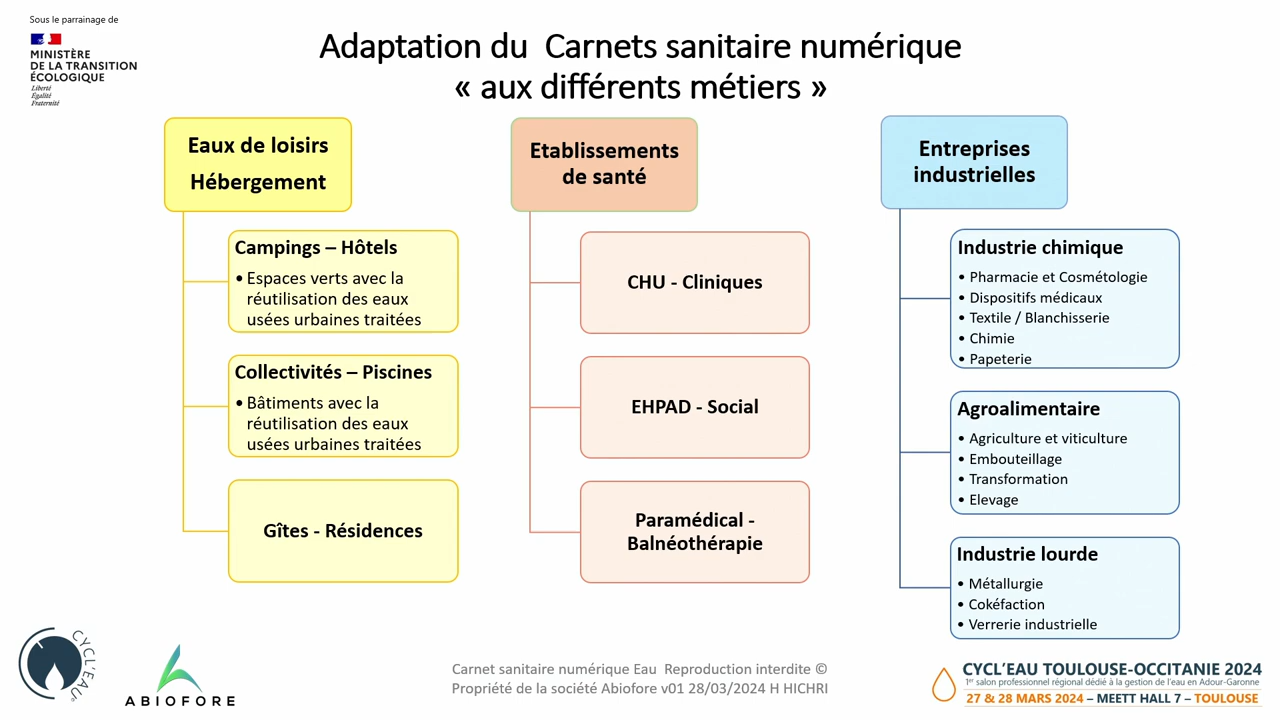 Sous le parrainage de
MINISTÈRE
DE LA TRANSITION
ÉCOLOGIQUE
Liberté
Égalité
Fraternité
Adaptation du  Carnets sanitaire numérique
« aux différents métiers »
Eaux de loisirs
Hébergement
Campings – Hôtels
• Espaces verts avec la
réutilisation des eaux
usées urbaines traitées
Collectivités – Piscines
• Bâtiments avec la
réutilisation des eaux
usées urbaines traitées
Gîtes - Résidences
Etablissements
de santé
CHU - Cliniques
EHPAD - Social
Paramédical -
Balnéothérapie
Entreprises
industrielles
Industrie chimique
• Pharmacie et Cosmétologie
• Dispositifs médicaux
• Textile / Blanchisserie
• Chimie
• Papeterie
Agroalimentaire
• Agriculture et viticulture
• Embouteillage
• Transformation
• Elevage
Industrie lourde
• Métallurgie
• Cokéfaction
• Verrerie industrielle
CYCL'EAU
ABIOFORE
Carnet sanitaire numérique Eau  Reproduction interdite ©
Propriété de la société Abiofore v01 28/03/2024 H HICHRI
CYCL'EAU TOULOUSE-OCCITANIE 2024
1er salon professionnel régional dédié à la gestion de l'eau en Adour-Garonne
27 & 28 MARS 2024 – MEETT HALL 7 – TOULOUSE